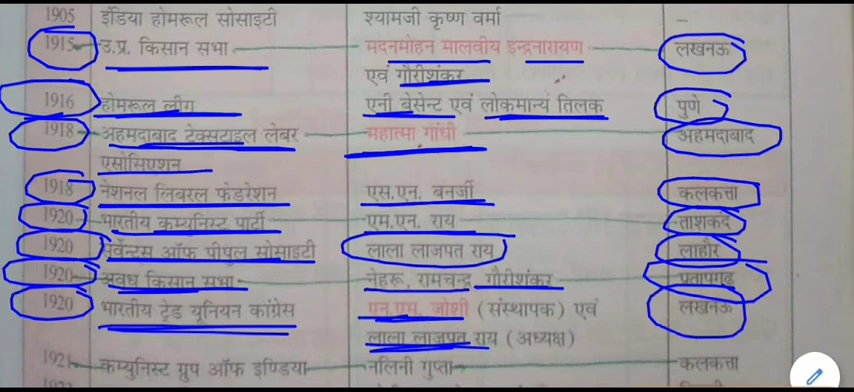 1905 इंडिया होमरूल सोसाइटी श्यामजी कृष्ण वर्मा –
1915 उ.प्र. किसान सभा मदनमोहन मालवीय इन्द्रनारायण लखनऊ
एवं गौरीशंकर
1916 होमरूल लीग एनी बेसेन्ट एवं लोकमान्य तिलक पुणे
1918 अहमदाबाद टेक्सटाइल लेबर महात्मा गांधी अहमदाबाद
एसोसिएशन
1918 नेशनल लिबरल फेडरेशन एस.एन. बनर्जी कलकत्ता
1920 भारतीय कम्युनिस्ट पार्टी एम.एन. राय ताशकंद
1920 सर्वेन्ट्स ऑफ पीपुल सोसाइटी लाला लाजपत राय लाहौर
1920 अवध किसान सभा नेहरू, रामचन्द्र, गौरीशंकर प्रतापगढ़
1920 भारतीय ट्रेड यूनियन कांग्रेस एन.एम. जोशी (संस्थापक) एवं लखनऊ
लाला लाजपत राय (अध्यक्ष)
1921 कम्युनिस्ट ग्रुप ऑफ इण्डिया नलिनी गुप्ता कलकत्ता